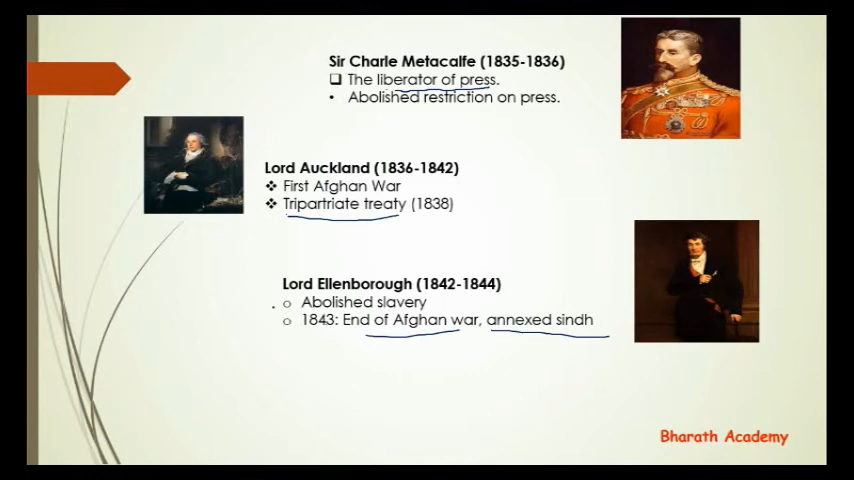 Sir Charle Metacalfe (1835-1836)
❑ The liberator of press.
• Abolished restriction on press.
Lord Auckland (1836-1842)
❖ First Afghan War
❖ Tripartriate treaty (1838)
Lord Ellenborough (1842-1844)
○ Abolished slavery
○ 1843: End of Afghan war, annexed sindh
Bharath Academy